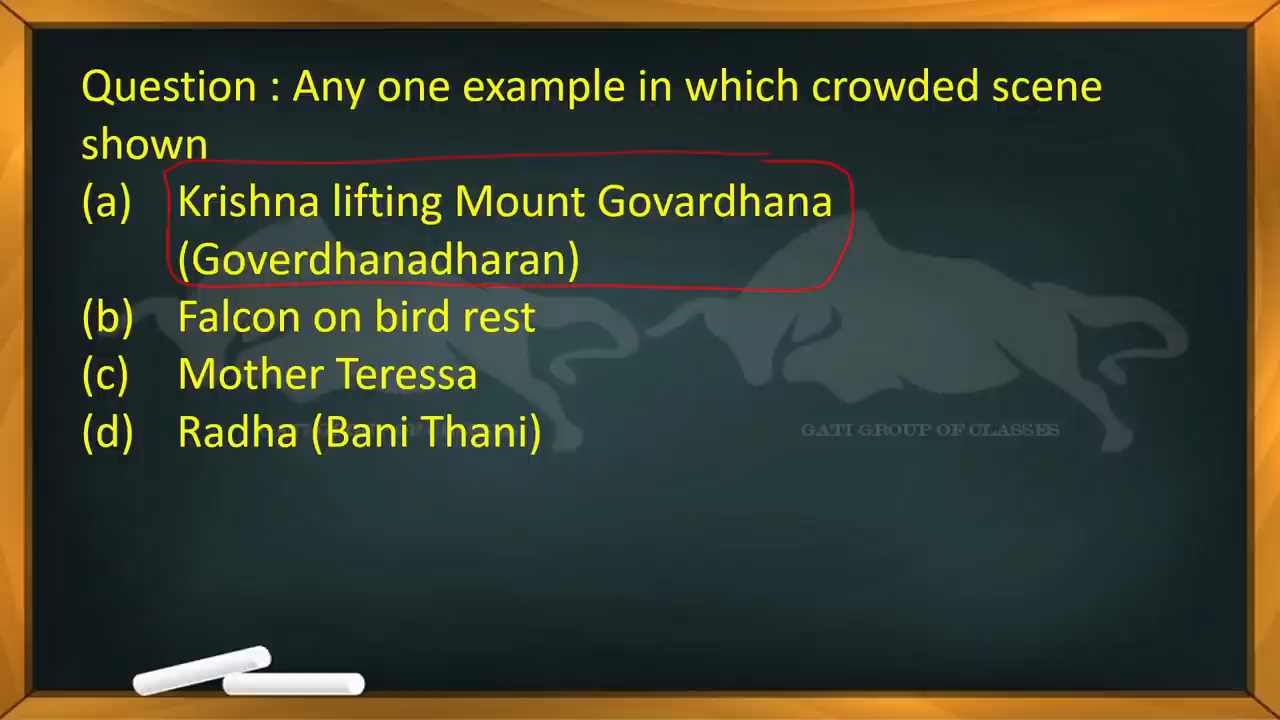 Question : Any one example in which crowded scene
shown
(a) Krishna lifting Mount Govardhana
(Goverdhanadharan)
(b) Falcon on bird rest
(c) Mother Teressa
(d) Radha (Bani Thani)
GATI GROUP OF CLASSES